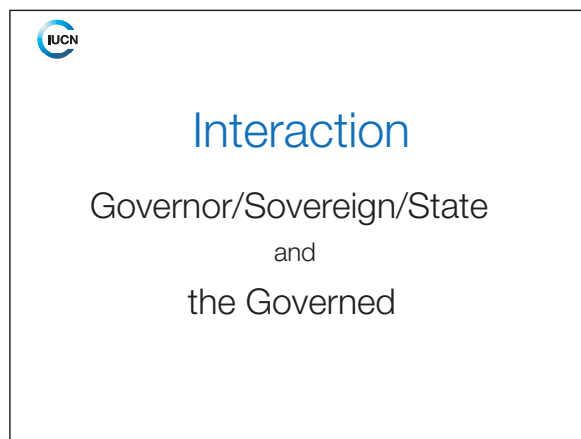 IUCN
Interaction
Governor/Sovereign/State
and
the Governed